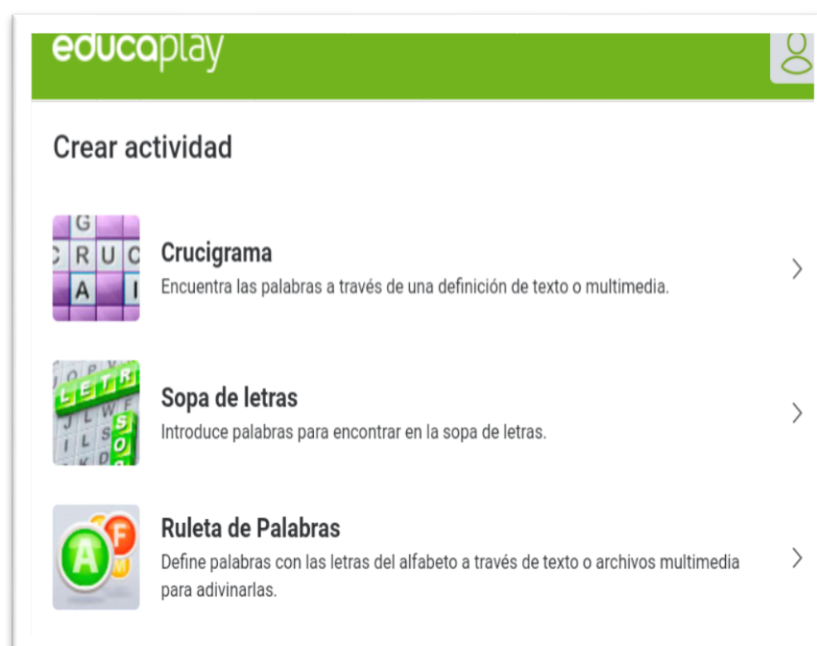 educaplay
Crear actividad
G
C R U C
A I
Crucigrama
Encuentra las palabras a través de una definición de texto o multimedia.
J O P V
L E T R
J L W F
I L S S
K D O
Sopa de letras
Introduce palabras para encontrar en la sopa de letras.
A F
M
Ruleta de Palabras
Define palabras con las letras del alfabeto a través de texto o archivos multimedia
para adivinarlas.